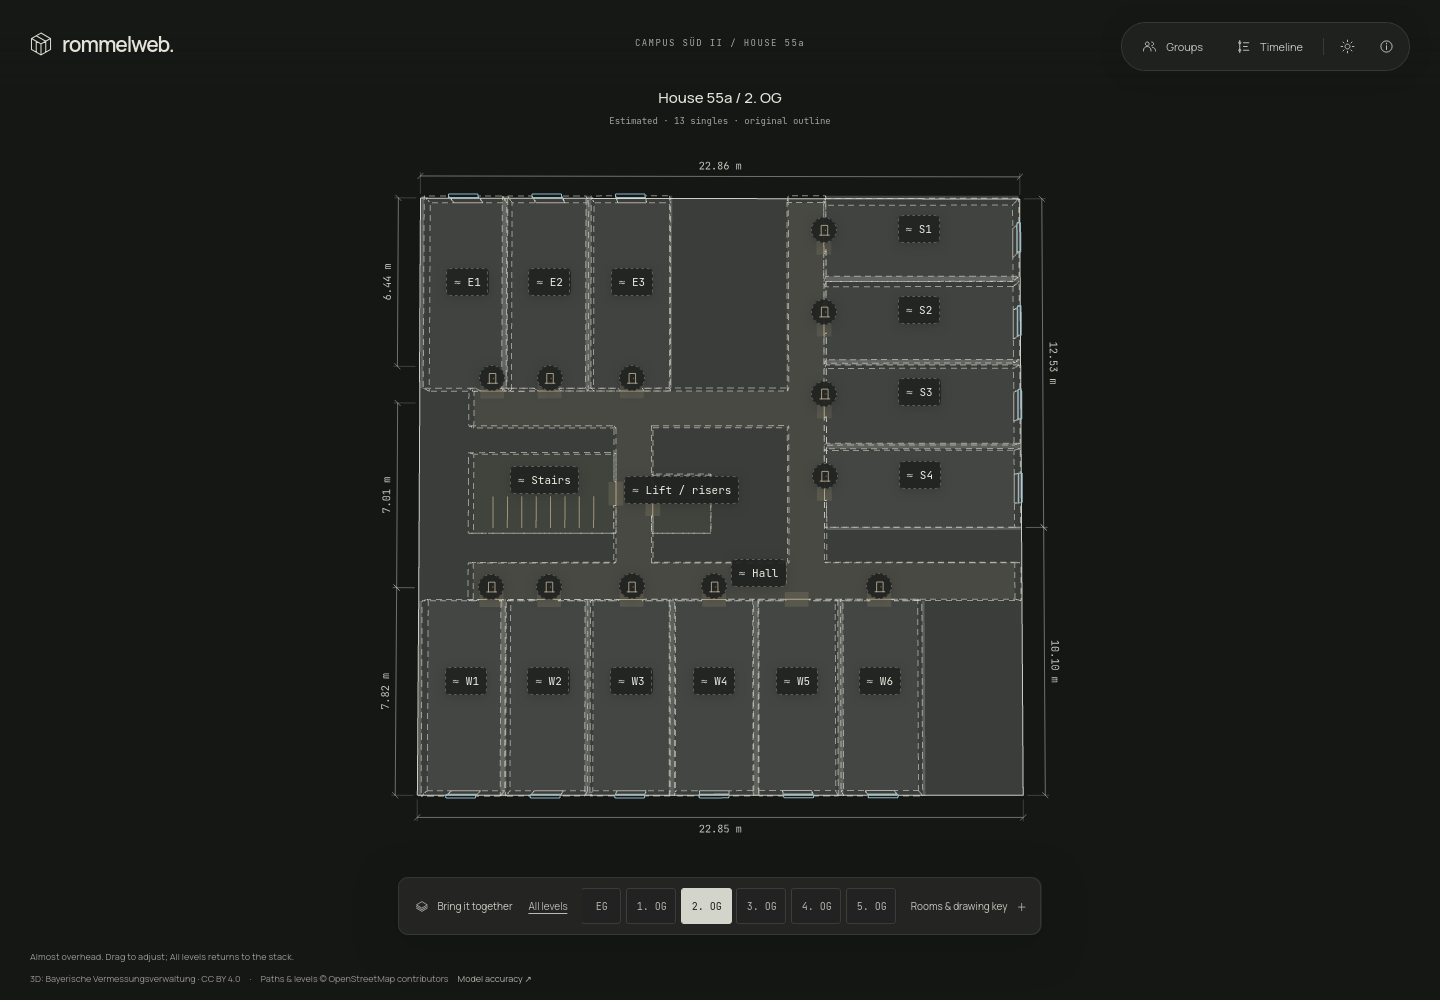 rommelweb.
CAMPUS SÜD II / HOUSE 55a
Groups
Timeline
House 55a / 2. OG
Estimated · 13 singles · original outline
22.86 m
6.44 m
≈ E1
≈ E2
≈ E3
≈ S1
≈ S2
≈ S3
≈ S4
12.53 m
7.01 m
≈ Stairs
≈ Lift / risers
≈ Hall
7.82 m
≈ W1
≈ W2
≈ W3
≈ W4
≈ W5
≈ W6
10.10 m
22.85 m
Bring it together
All levels
EG
1. OG
2. OG
3. OG
4. OG
5. OG
Rooms & drawing key +
Almost overhead. Drag to adjust; All levels returns to the stack.
3D: Bayerische Vermessungsverwaltung · CC BY 4.0 · Paths & levels © OpenStreetMap contributors Model accuracy ↗